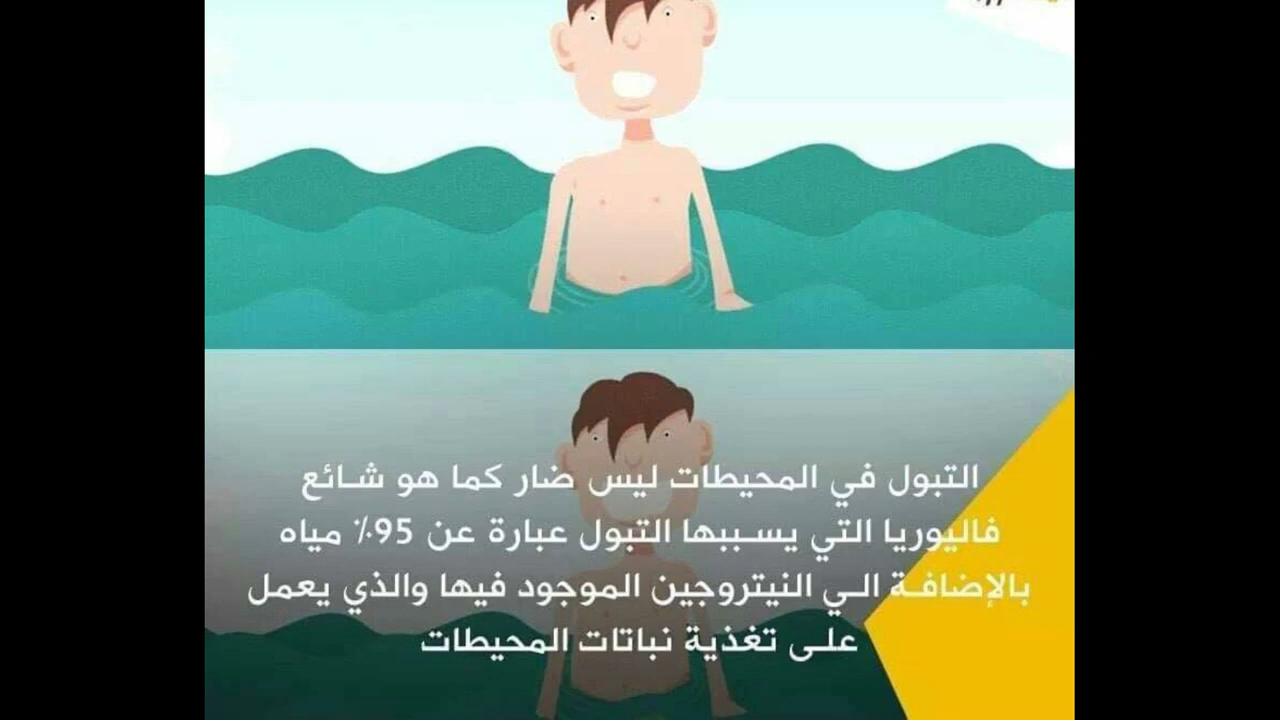 التبول في المحيطات ليس ضار كما هو شائع
فاليوريا التي يسببها التبول عبارة عن 95٪ مياه
بالإضافة الي النيتروجين الموجود فيها والذي يعمل
على تغذية نباتات المحيطات